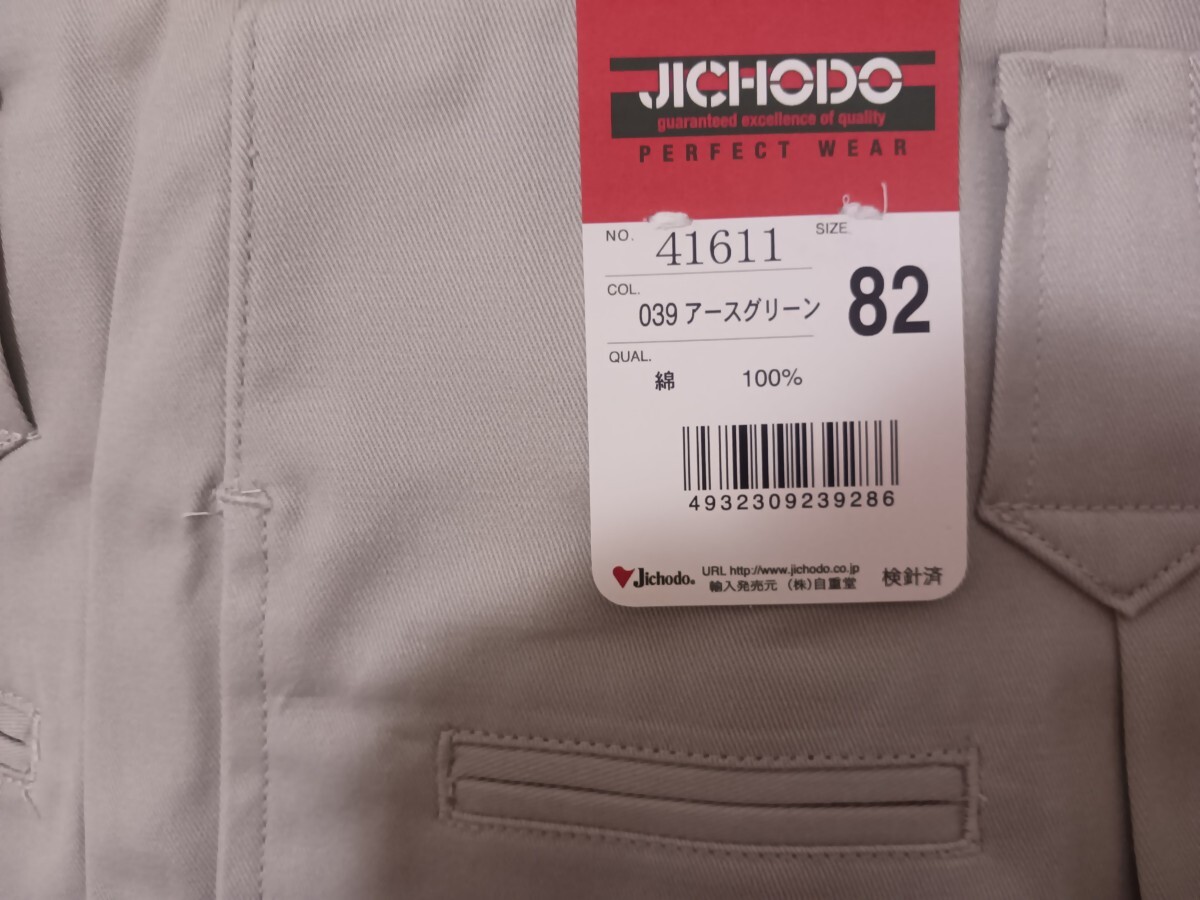 JICHODO
guaranteed excellence of quality
PERFECT WEAR
NO. 41611
SIZE 82
COL. 039 アースグリーン
QUAL.
綿 100%
4932309239286
Jichodo. URL http://www.jichodo.co.jp
輸入発売元 (株)自重堂 検針済